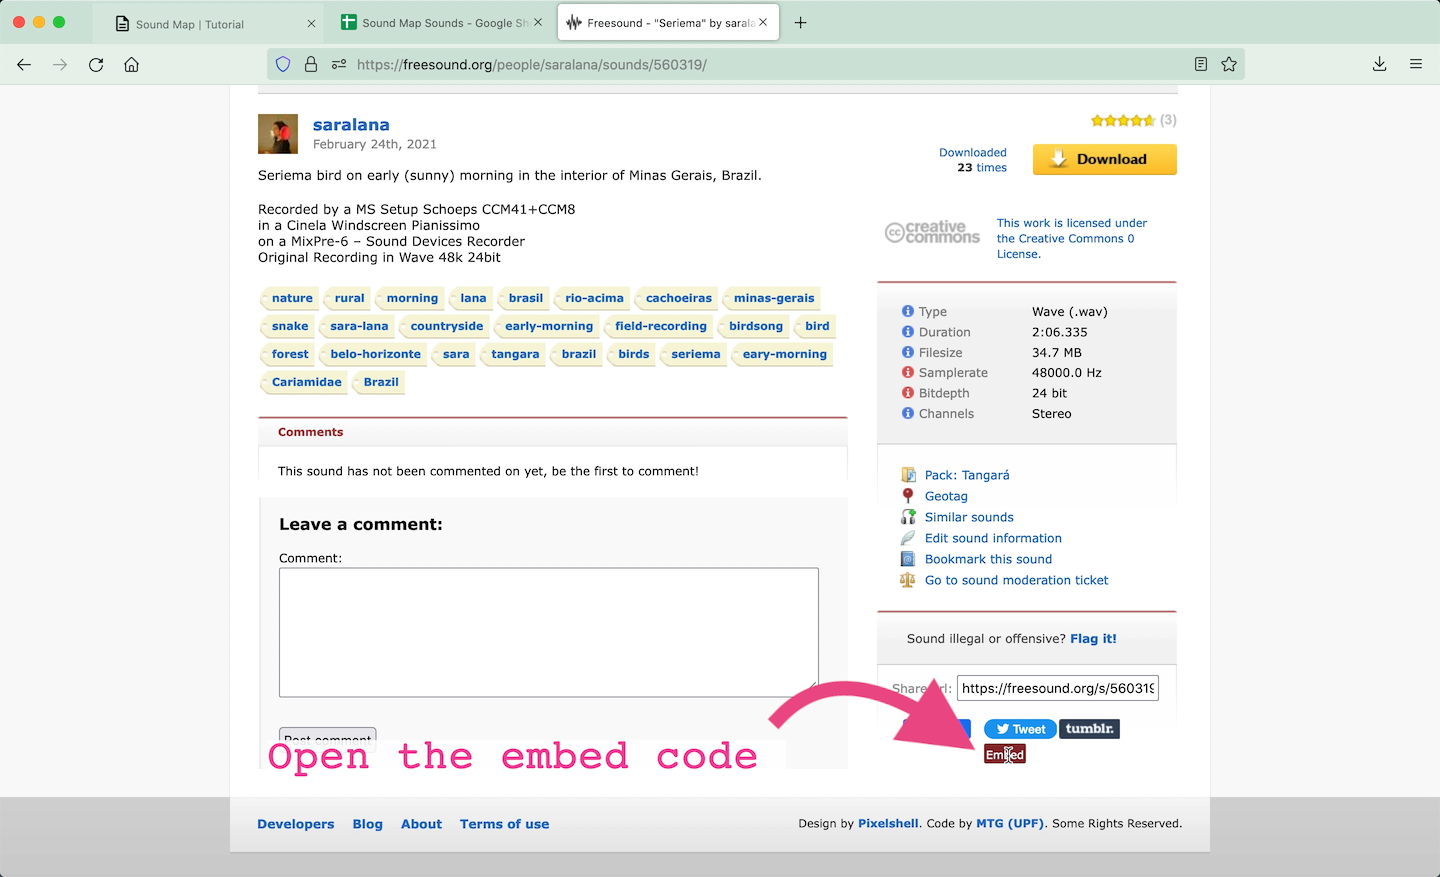 Sound Map | Tutorial
Sound Map Sounds - Google Sh
Freesound - "Seriema" by sarala
https://freesound.org/people/saralana/sounds/560319/
saralana
February 24th, 2021
(3)
Downloaded
23 times
Download
Seriema bird on early (sunny) morning in the interior of Minas Gerais, Brazil.
Recorded by a MS Setup Schoeps CCM41+CCM8
in a Cinela Windscreen Pianissimo
on a MixPre-6 – Sound Devices Recorder
Original Recording in Wave 48k 24bit
cc creative commons
This work is licensed under
the Creative Commons 0
License.
nature rural morning lana brasil rio-acima cachoeiras minas-gerais
snake sara-lana countryside early-morning field-recording birdsong bird
forest belo-horizonte sara tangara brazil birds seriema eary-morning
Cariamidae Brazil
Type Wave (.wav)
Duration 2:06.335
Filesize 34.7 MB
Samplerate 48000.0 Hz
Bitdepth 24 bit
Channels Stereo
Comments
This sound has not been commented on yet, be the first to comment!
Leave a comment:
Comment:
Post comment
Pack: Tangará
Geotag
Similar sounds
Edit sound information
Bookmark this sound
Go to sound moderation ticket
Sound illegal or offensive? Flag it!
Share url: https://freesound.org/s/560319
Tweet tumblr.
Embed
Open the embed code
Developers Blog About Terms of use
Design by Pixelshell. Code by MTG (UPF). Some Rights Reserved.